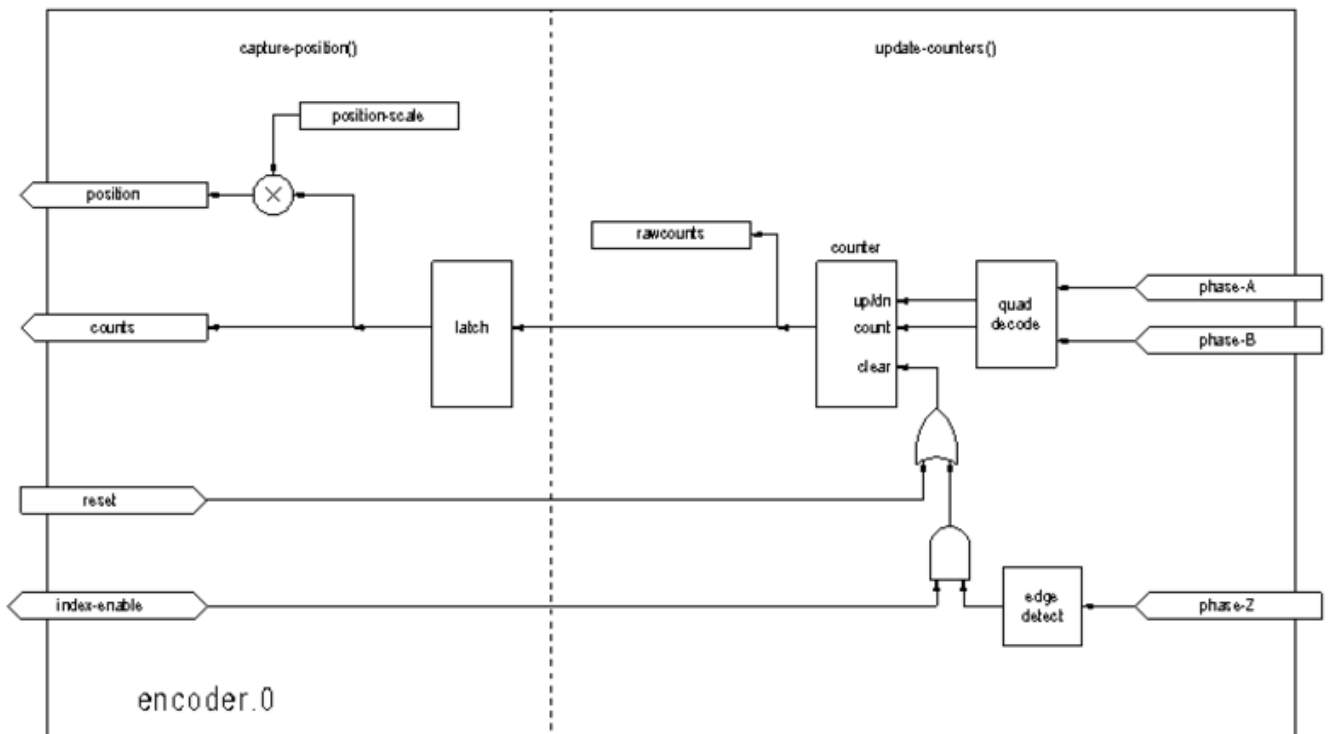 capture-position()
update-counters()
position-scale
position
rawcounts
counter
phase-A
up/dn
quad
decode
counts
latch
count
phase-B
clear
reset
index-enable
edge
detect
phase-Z
encoder.0